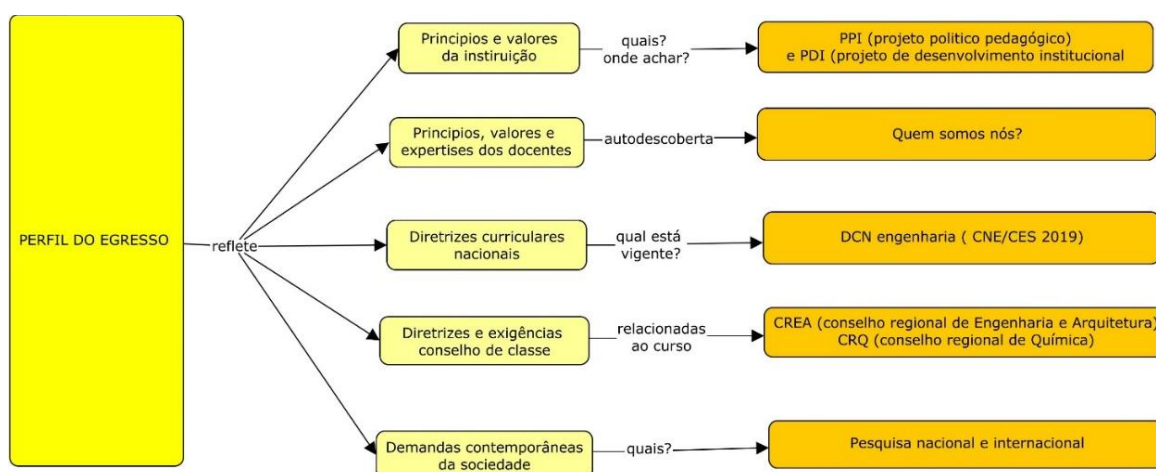 PERFIL DO EGRESSO
reflete
Principios e valores
da instruição
quais?
onde achar?
PPI (projeto politico pedagógico)
e PDI (projeto de desenvolvimento institucional
Principios, valores e
expertises dos docentes
autodescoberta
Quem somos nós?
Diretrizes curriculares
nacionais
qual está
vigente?
DCN engenharia ( CNE/CES 2019)
Diretrizes e exigências
conselho de classe
relacionadas
ao curso
CREA (conselho regional de Engenharia e Arquitetura)
CRQ (conselho regional de Química)
Demandas contemporâneas
da sociedade
quais?
Pesquisa nacional e internacional